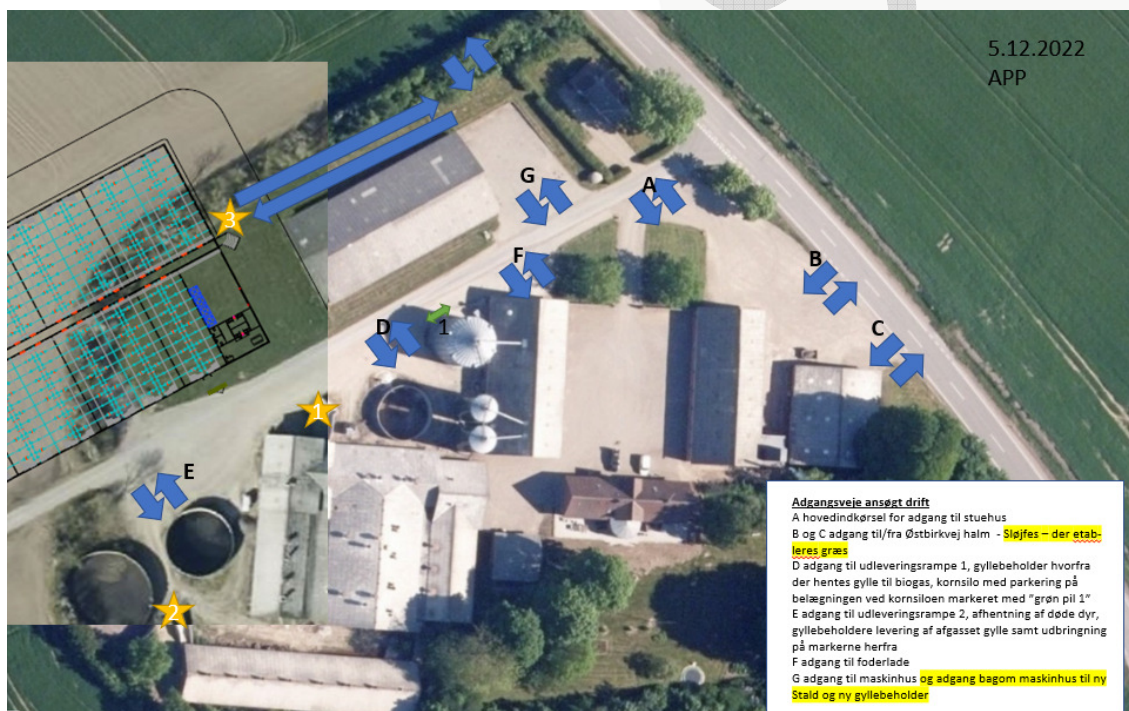 5.12.2022
APP
G
A
3
F
B
1
D
C
1
E
2
Adgangsveje ansøgt drift
A hovedindkørsel for adgang til stuehus
B og C adgang til/fra Østbirkvej halm - Sløjfes – der etab-
leres græs
D adgang til udleveringsrampe 1, gyllebeholder hvorfra
der hentes gylle til biogas, kornsilo med parkering på
belægningen ved kornsiloen markeret med ”grøn pil 1”
E adgang til udleveringsrampe 2, afhentning af døde dyr,
gyllebeholdere levering af afgasset gylle samt udbringning
på markerne herfra
F adgang til foderlade
G adgang til maskinhus og adgang bagom maskinhus til ny
Stald og ny gyllebeholder